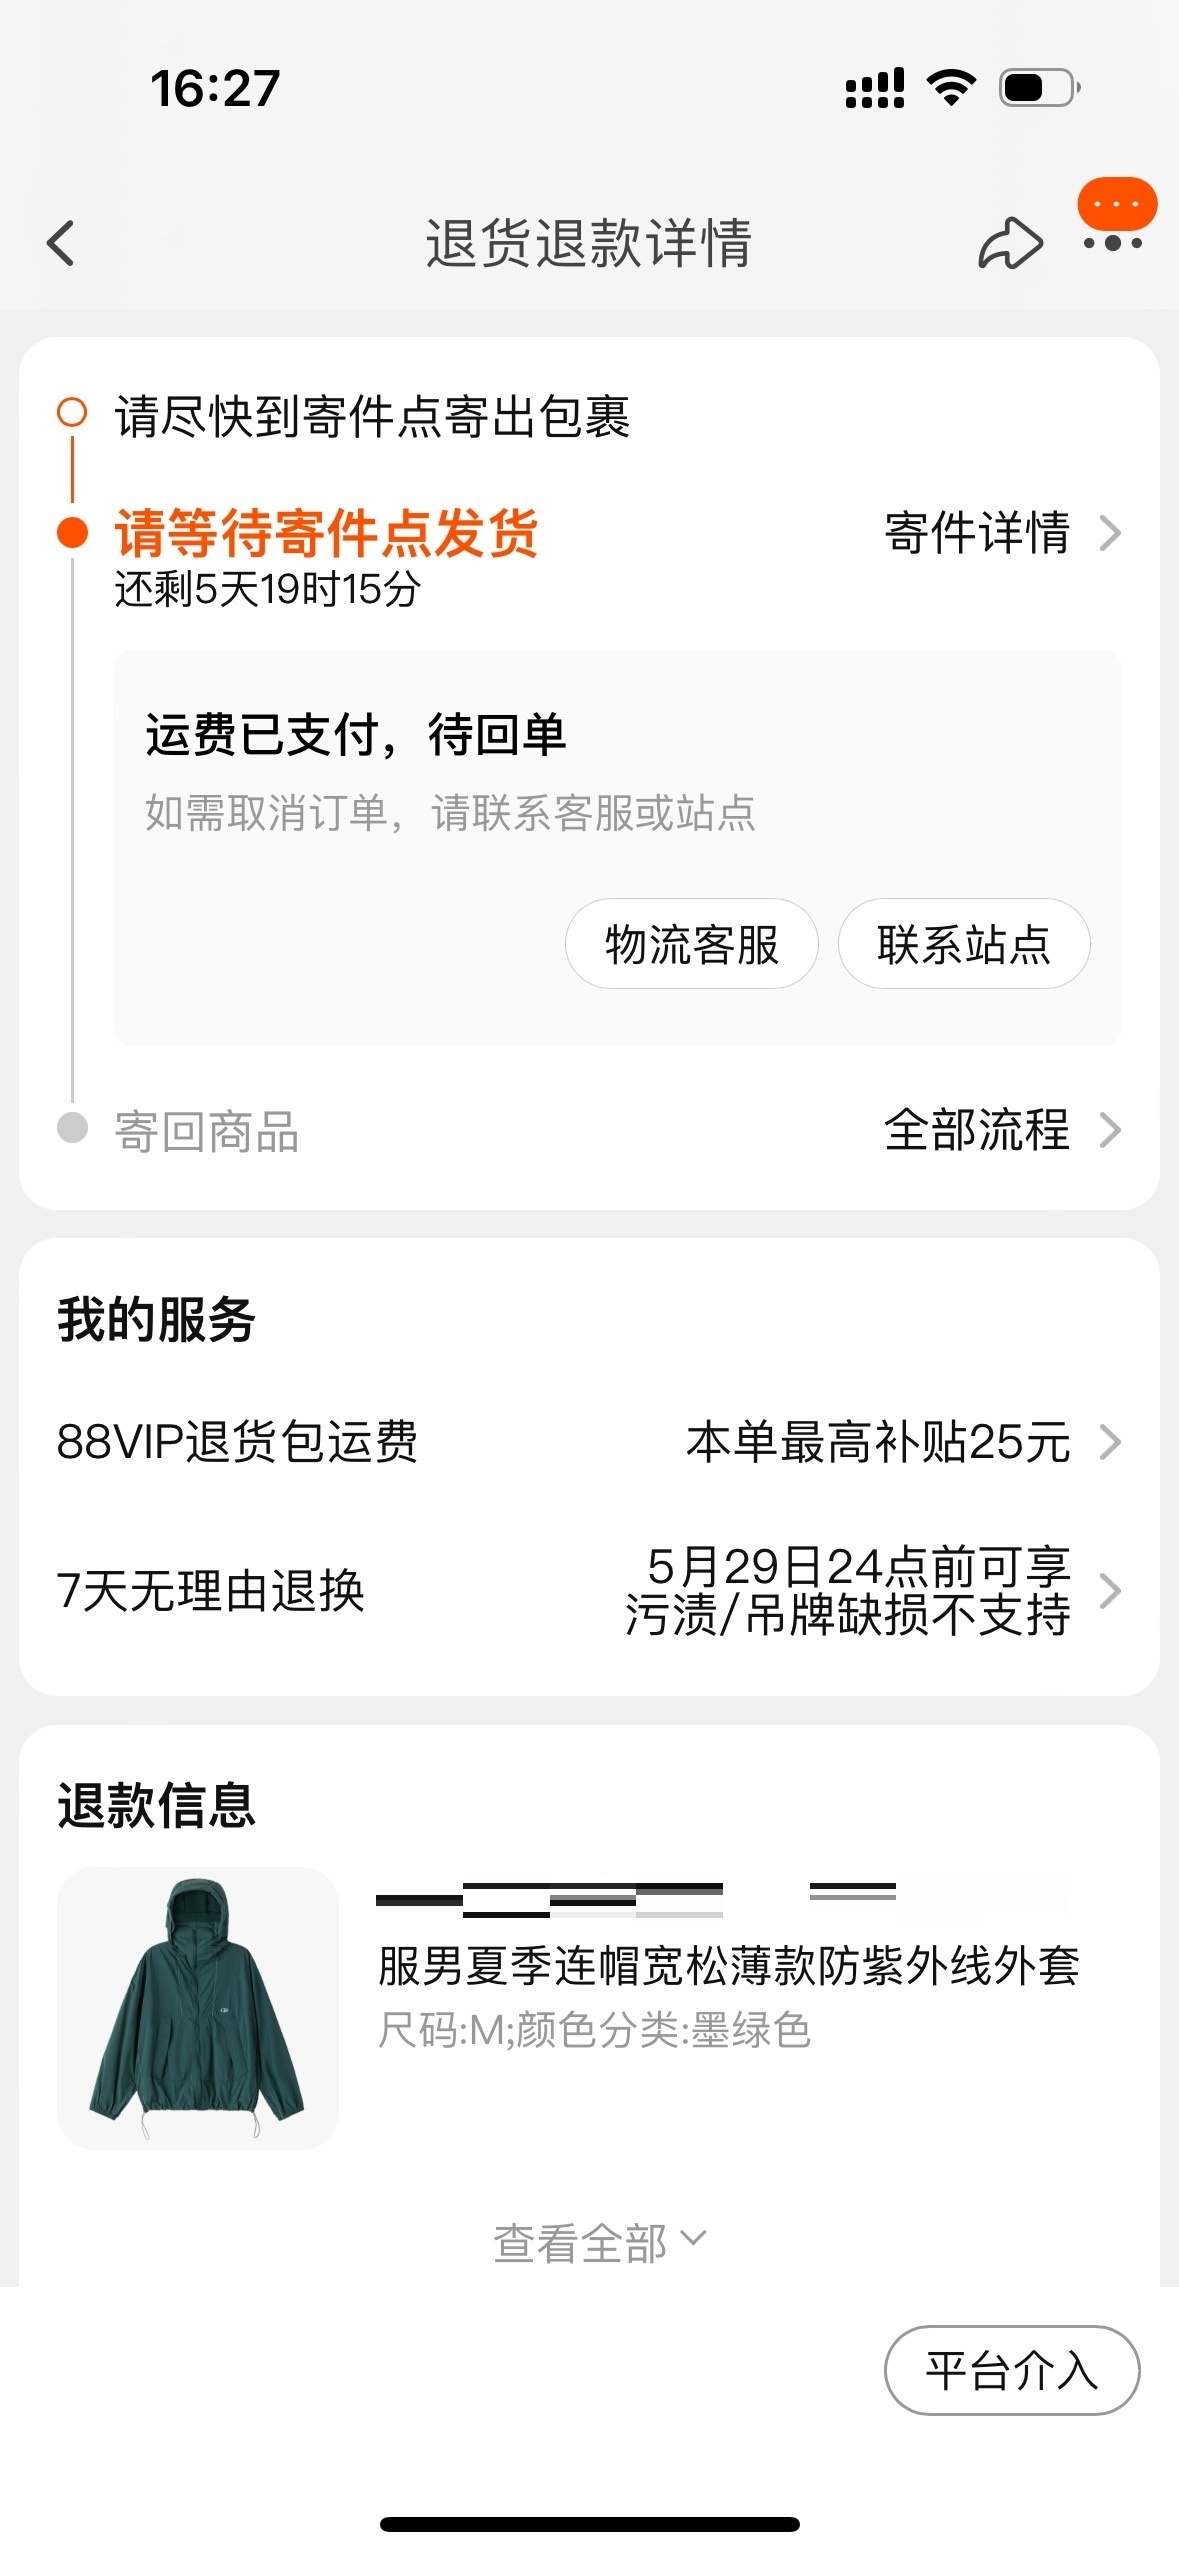 16:27
退货退款详情
请尽快到寄件点寄出包裹
请等待寄件点发货
寄件详情
还剩5天19时15分
运费已支付，待回单
如需取消订单，请联系客服或站点
物流客服
联系站点
寄回商品
全部流程
我的服务
88VIP退货包运费
本单最高补贴25元
7天无理由退换
5月29日24点前可享
污渍/吊牌缺损不支持
退款信息
服男夏季连帽宽松薄款防紫外线外套
尺码:M;颜色分类:墨绿色
查看全部
平台介入